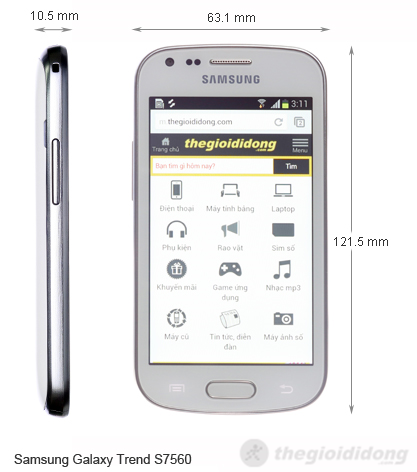 10.5 mm
63.1 mm
SAMSUNG
3:11
m thegioididong.com
2
Trang chủ
thegioididong
.com
Menu
Bạn tìm gì hôm nay?
Tìm
Điện thoại
Máy tính bảng
Laptop
Phụ kiện
Rao vặt
Sim số
Khuyến mãi
Game ứng dụng
Nhạc mp3
Máy cũ
Tin tức, diễn đàn
Máy ảnh số
121.5 mm
Samsung Galaxy Trend S7560
thegioididong
.com